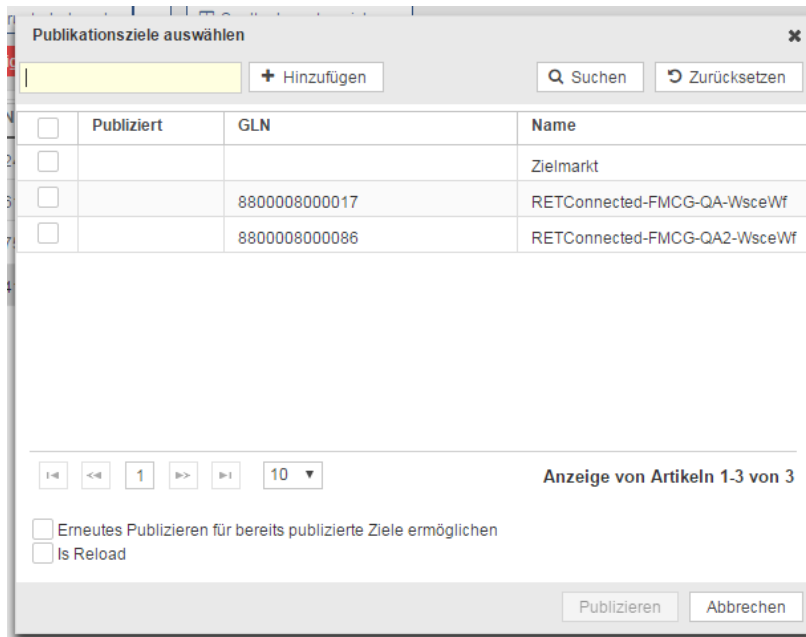 Publikationsziele auswählen
Hinzufügen
Suchen
Zurücksetzen
Publiziert GLN Name
Zielmarkt
8800008000017 RETConnected-FMCG-QA-WsceWf
8800008000086 RETConnected-FMCG-QA2-WsceWf
1 10 Anzeige von Artikeln 1-3 von 3
Erneutes Publizieren für bereits publizierte Ziele ermöglichen
Is Reload
Publizieren Abbrechen